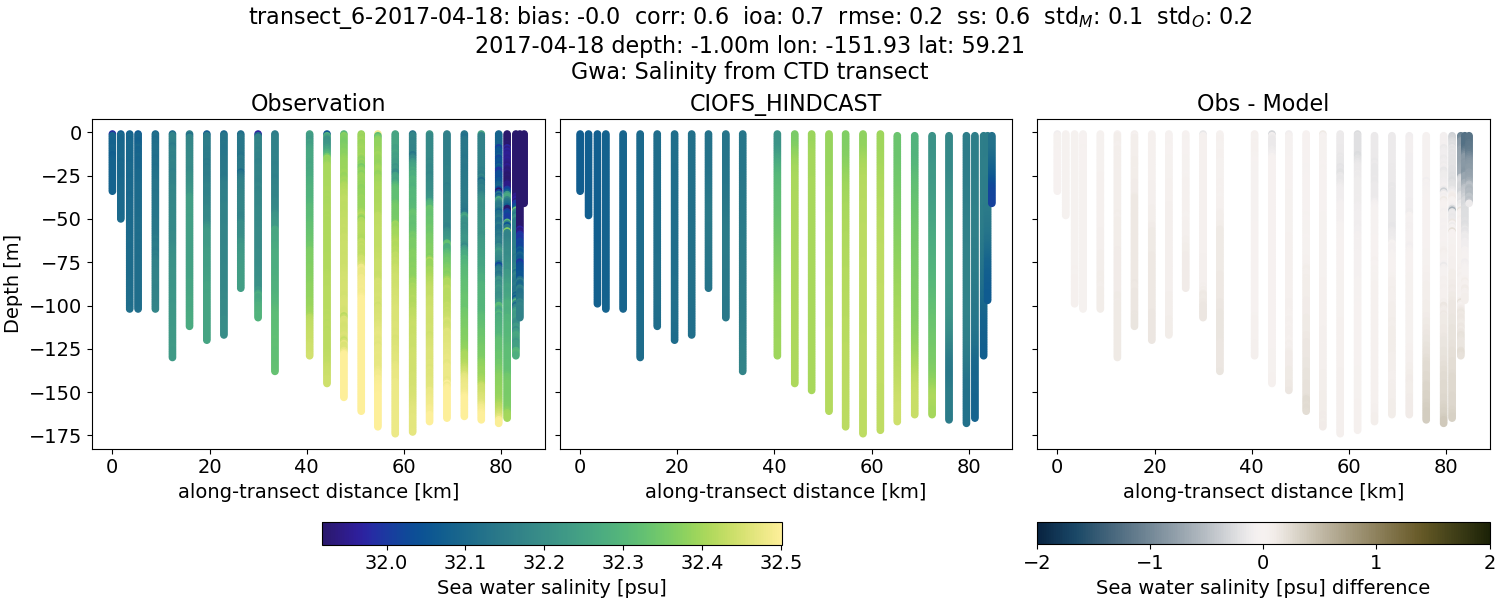 transect_6-2017-04-18: bias: -0.0 corr: 0.6 ioa: 0.7 rmse: 0.2 ss: 0.6 std_M: 0.1 std_O: 0.2
2017-04-18 depth: -1.00m lon: -151.93 lat: 59.21
Gwa: Salinity from CTD transect
Observation
CIOFS_HINDCAST
Obs - Model
Depth [m]
0
−25
−50
−75
−100
−125
−150
−175
0 20 40 60 80
0 20 40 60 80
0 20 40 60 80
along-transect distance [km]
along-transect distance [km]
along-transect distance [km]
32.0 32.1 32.2 32.3 32.4 32.5
Sea water salinity [psu]
−2 −1 0 1 2
Sea water salinity [psu] difference